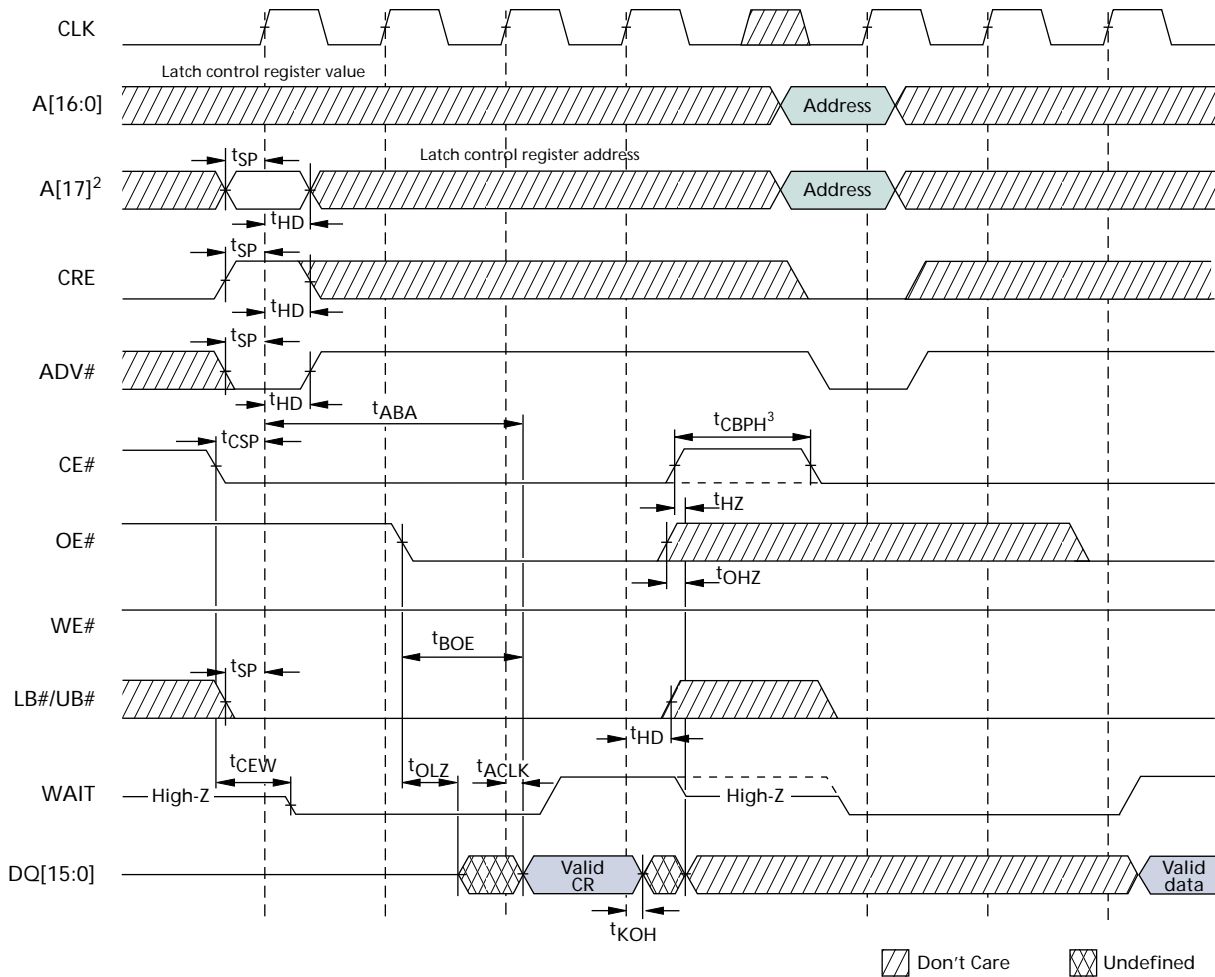 CLK
Latch control register value
A[16:0]
Address
tSP
Latch control register address
A[17]2
Address
tHD
tSP
CRE
tHD
tSP
ADV#
tHD
tABA
tCBPH3
tCSP
CE#
tHZ
OE#
tOHZ
WE#
tBOE
tSP
LB#/UB#
tHD
tCEW
tOLZ
tACLK
WAIT
High-Z
High-Z
DQ[15:0]
Valid
CR
Valid
data
tKOH
Don't Care
Undefined